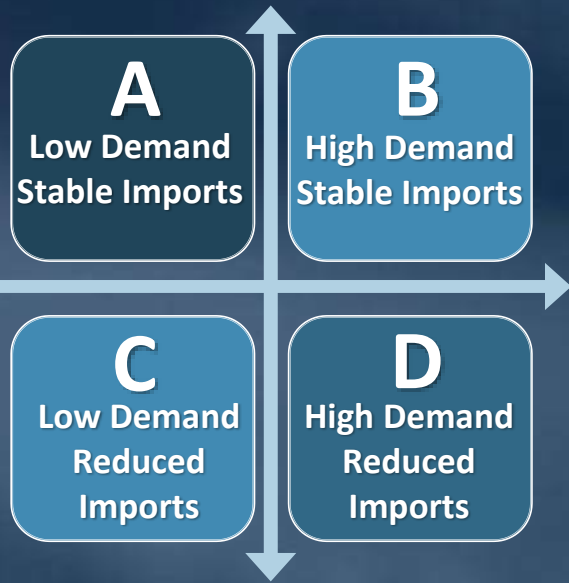 A
Low Demand
Stable Imports
B
High Demand
Stable Imports
C
Low Demand
Reduced
Imports
D
High Demand
Reduced
Imports